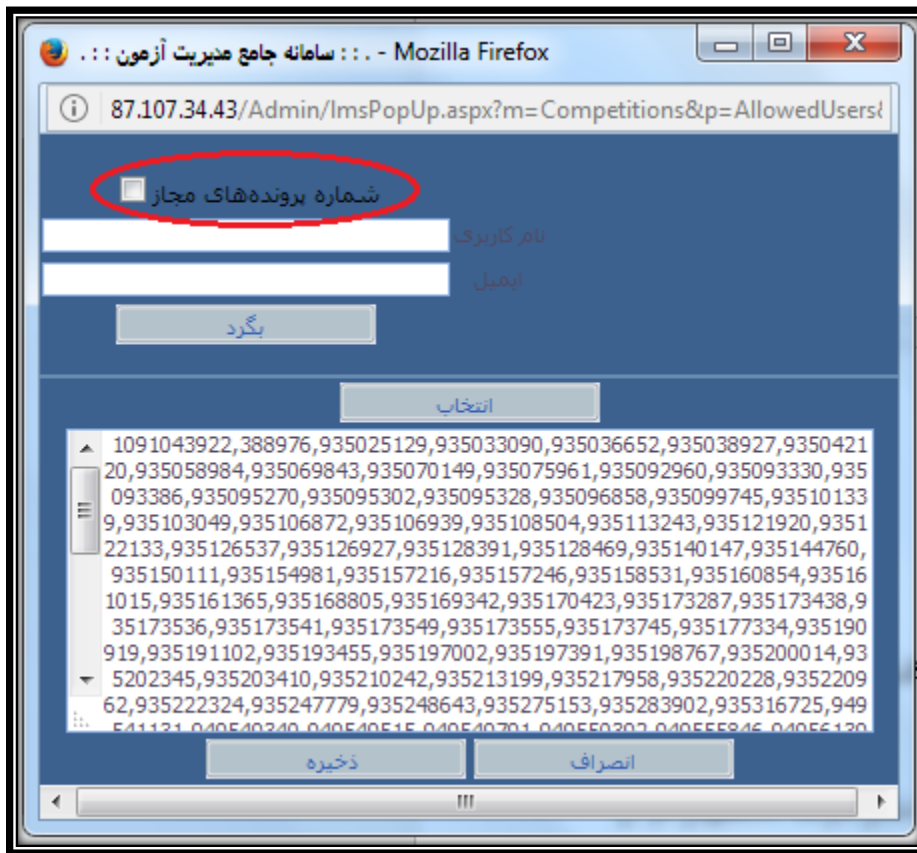 . : : سامانه جامع مدیریت آزمون : : . - Mozilla Firefox
87.107.34.43/Admin/ImsPopUp.aspx?m=Competitions&p=AllowedUsers&
شماره پرونده‌های مجاز
نام کاربری
ایمیل
بگرد
انتخاب
1091043922,388976,935025129,935033090,935036652,935038927,9350421
20,935058984,935069843,935070149,935075961,935092960,935093330,935
093386,935095270,935095302,935095328,935096858,935099745,93510133
9,935103049,935106872,935106939,935108504,935113243,935121920,9351
22133,935126537,935126927,935128391,935128469,935140147,935144760,
935150111,935154981,935157216,935157246,935158531,935160854,93516
1015,935161365,935168805,935169342,935170423,935173287,935173438,9
35173536,935173541,935173549,935173555,935173745,935177334,935190
919,935191102,935193455,935197002,935197391,935198767,935200014,93
5202345,935203410,935210242,935213199,935217958,935220228,9352209
62,935222324,935247779,935248643,935275153,935283902,935316725,949
ذخیره انصراف